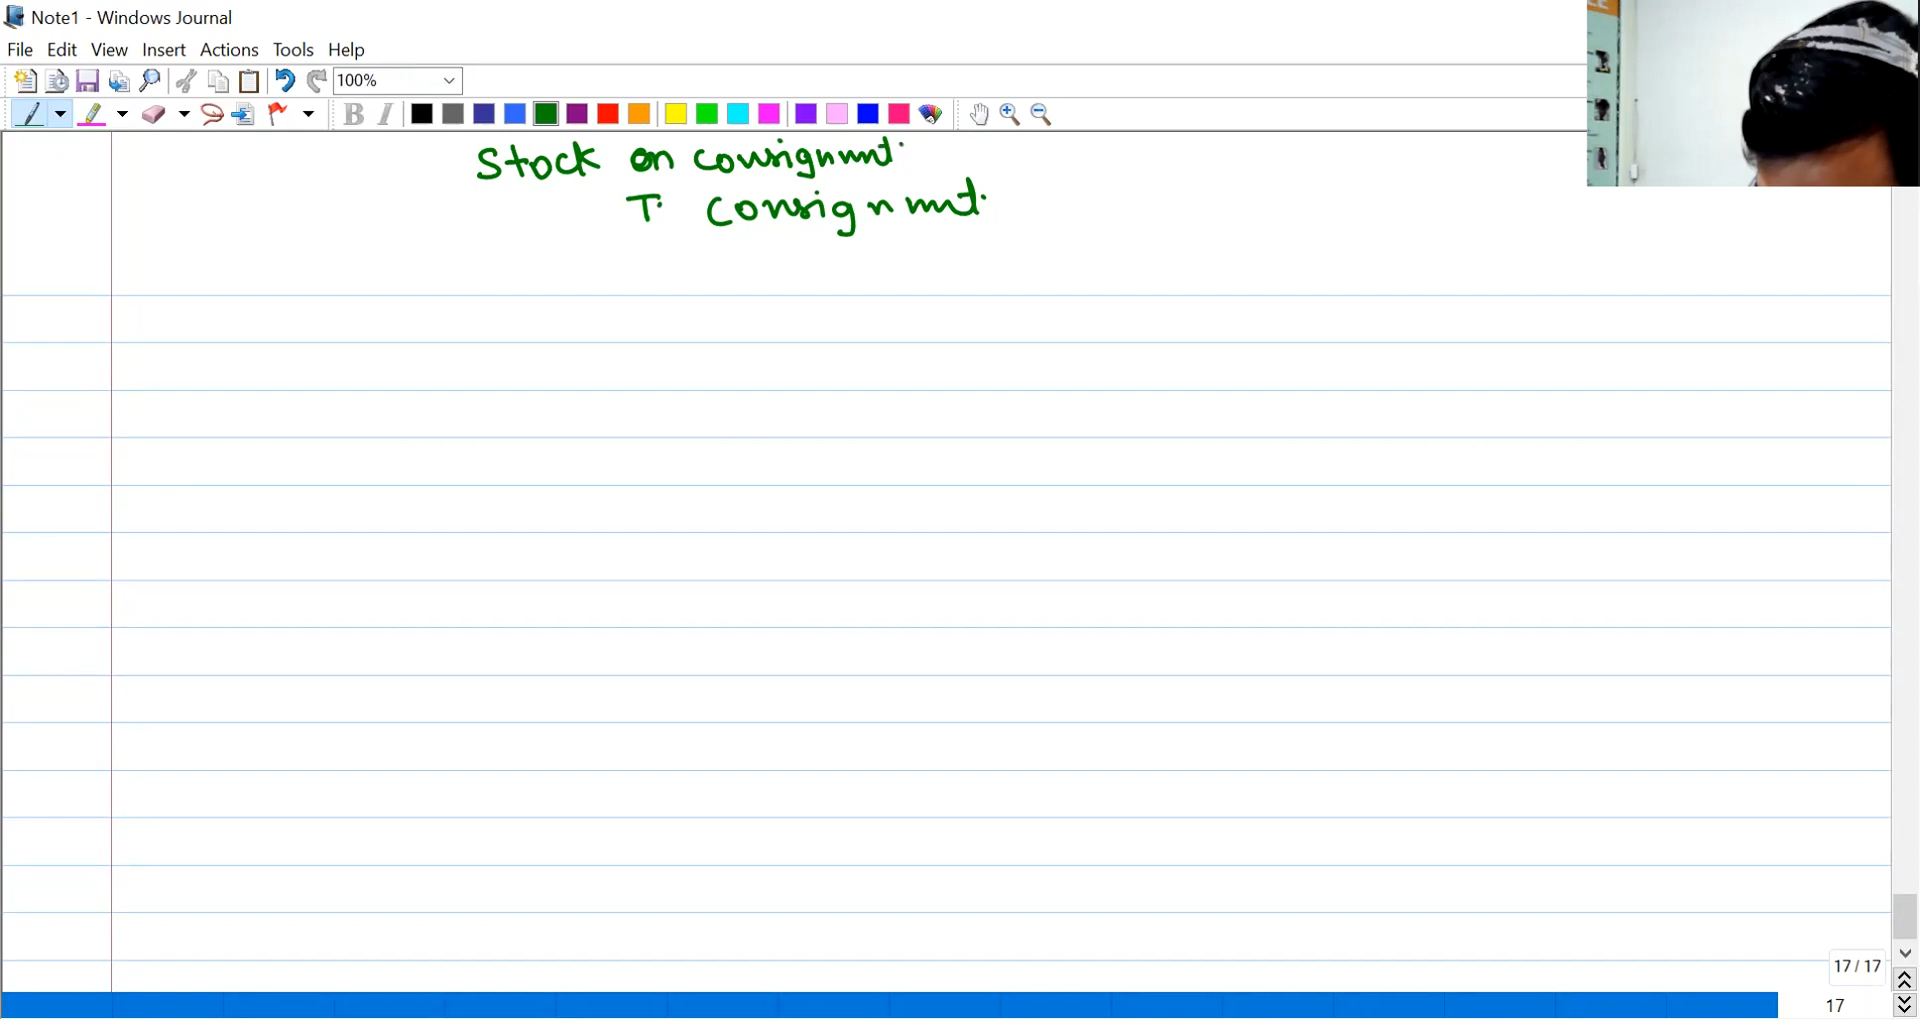 Note1 - Windows Journal
File Edit View Insert Actions Tools Help
100%
B I
Stock on consignmnt.
T. Consignmnt.
17 / 17
17